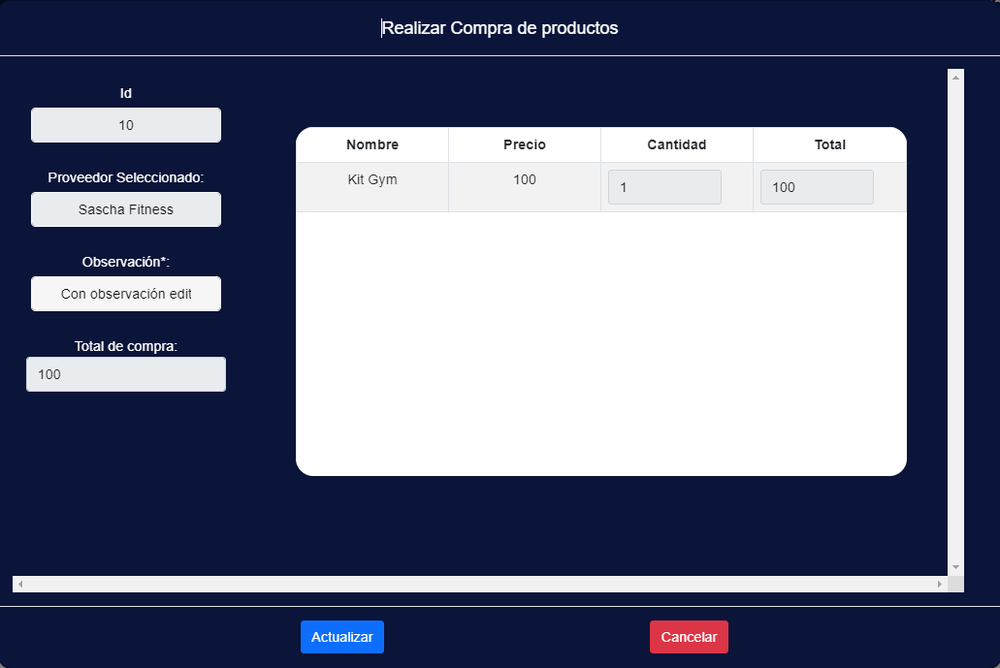 Realizar Compra de productos
Id
10
Proveedor Seleccionado:
Sascha Fitness
Observación*:
Con observación edit
Total de compra:
100
Nombre Precio Cantidad Total
Kit Gym 100 1 100
Actualizar Cancelar